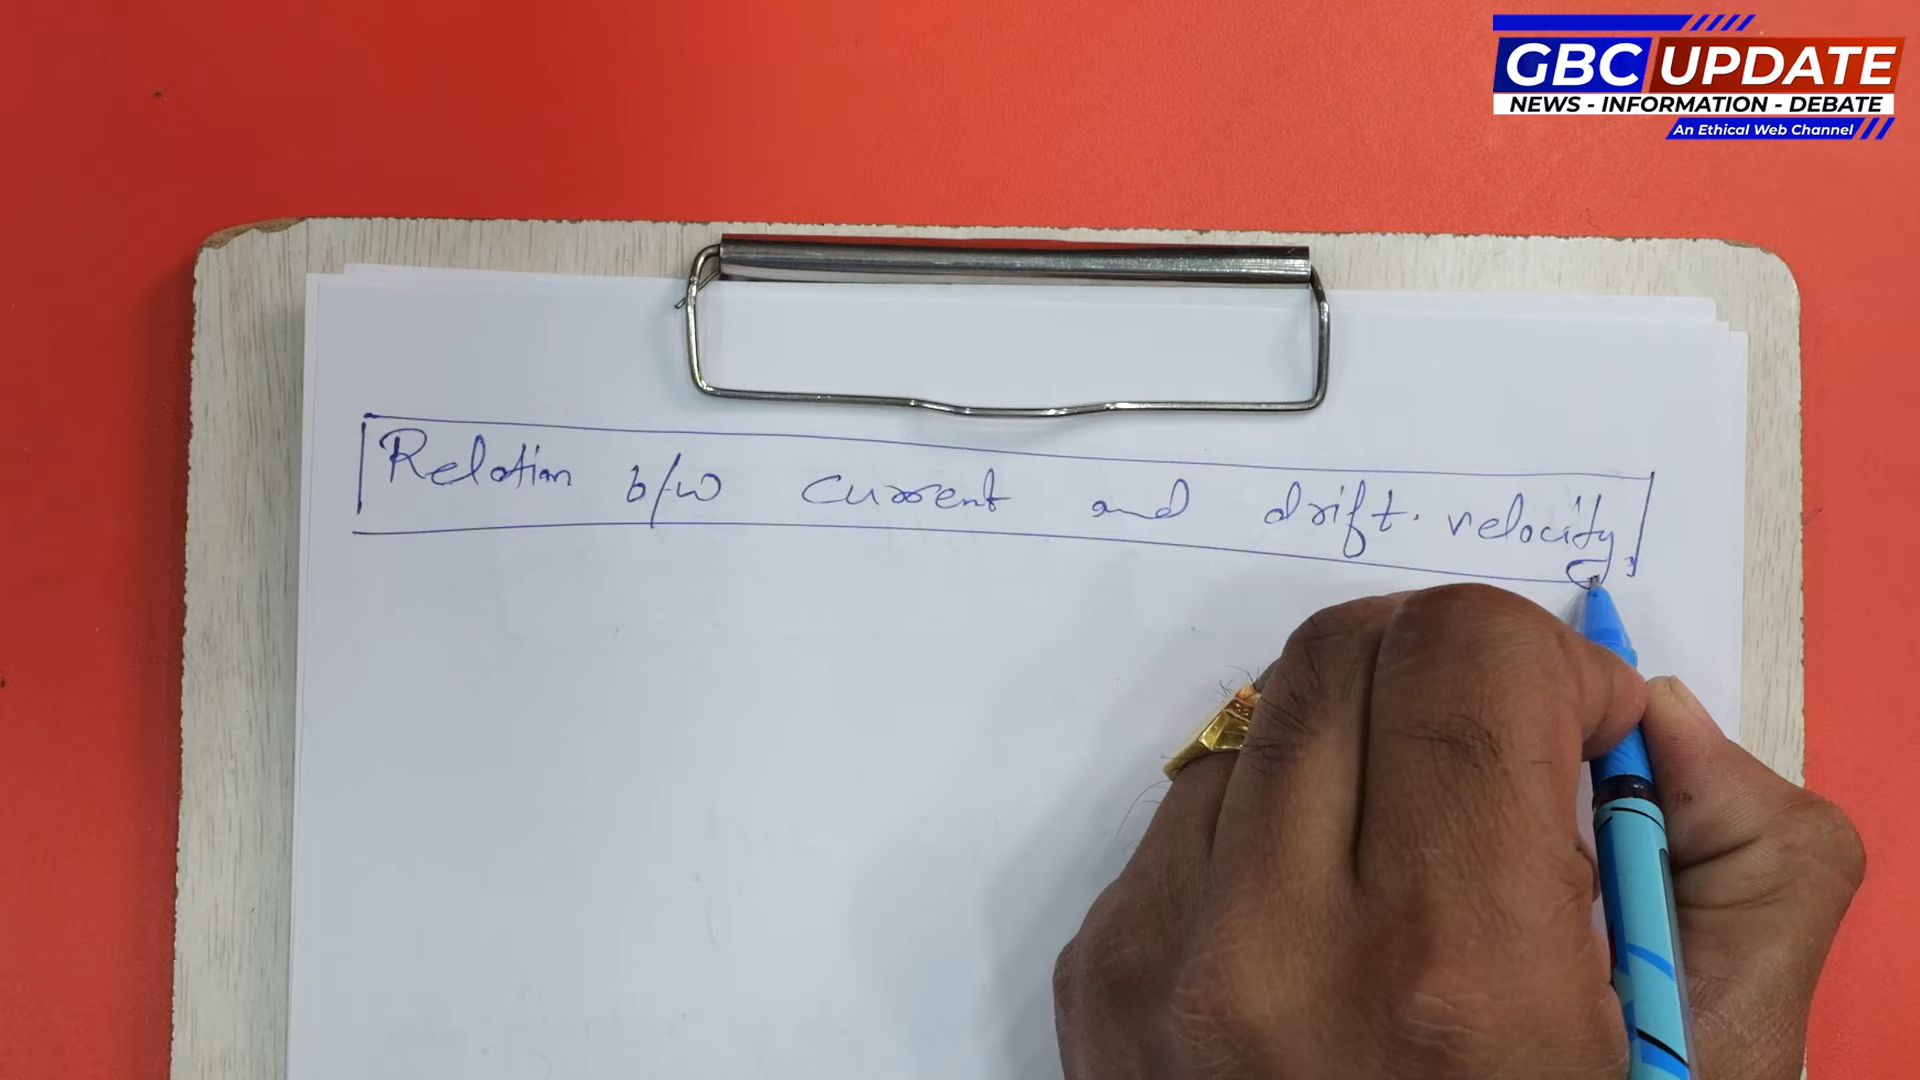 GBC UPDATE
NEWS - INFORMATION - DEBATE
An Ethical Web Channel
Relation b/w current and drift. velocity